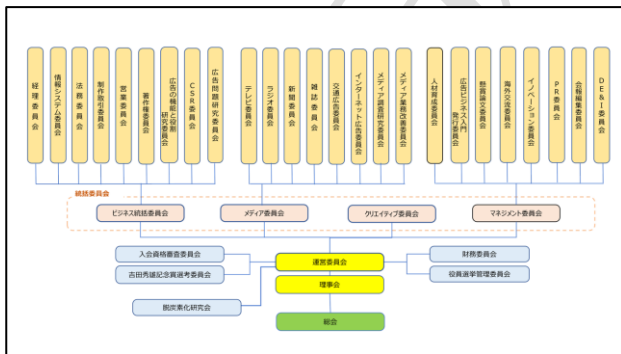 経理委員会
情報システム委員会
法務委員会
制作取引委員会
営業委員会
著作権委員会
広告の機能と役割
研究委員会
CSR委員会
広告問題研究委員会
テレビ委員会
ラジオ委員会
新聞委員会
雑誌委員会
交通広告委員会
インターネット広告委員会
メディア調査研究委員会
メディア業務改善委員会
人材育成委員会
広告ビジネス入門
発行委員会
懸賞論文委員会
海外交流委員会
イノベーション委員会
PR委員会
会報編集委員会
DE&I委員会
統括委員会
ビジネス統括委員会
メディア委員会
クリエイティブ委員会
マネジメント委員会
入会資格審査委員会
運営委員会
財務委員会
吉田秀雄記念賞選考委員会
理事会
役員選挙管理委員会
脱炭素化研究会
総会